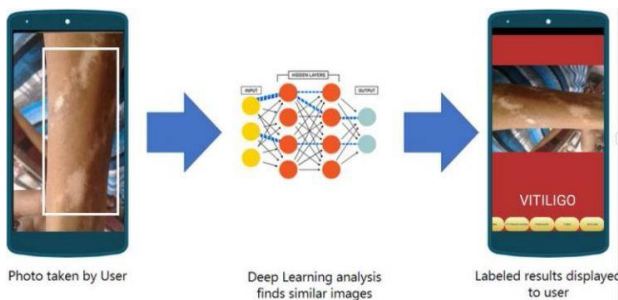 HIDDEN LAYERS
INPUT
OUTPUT
VITILIGO
Photo taken by User
Deep Learning analysis
finds similar images
Labeled results displayed
to user